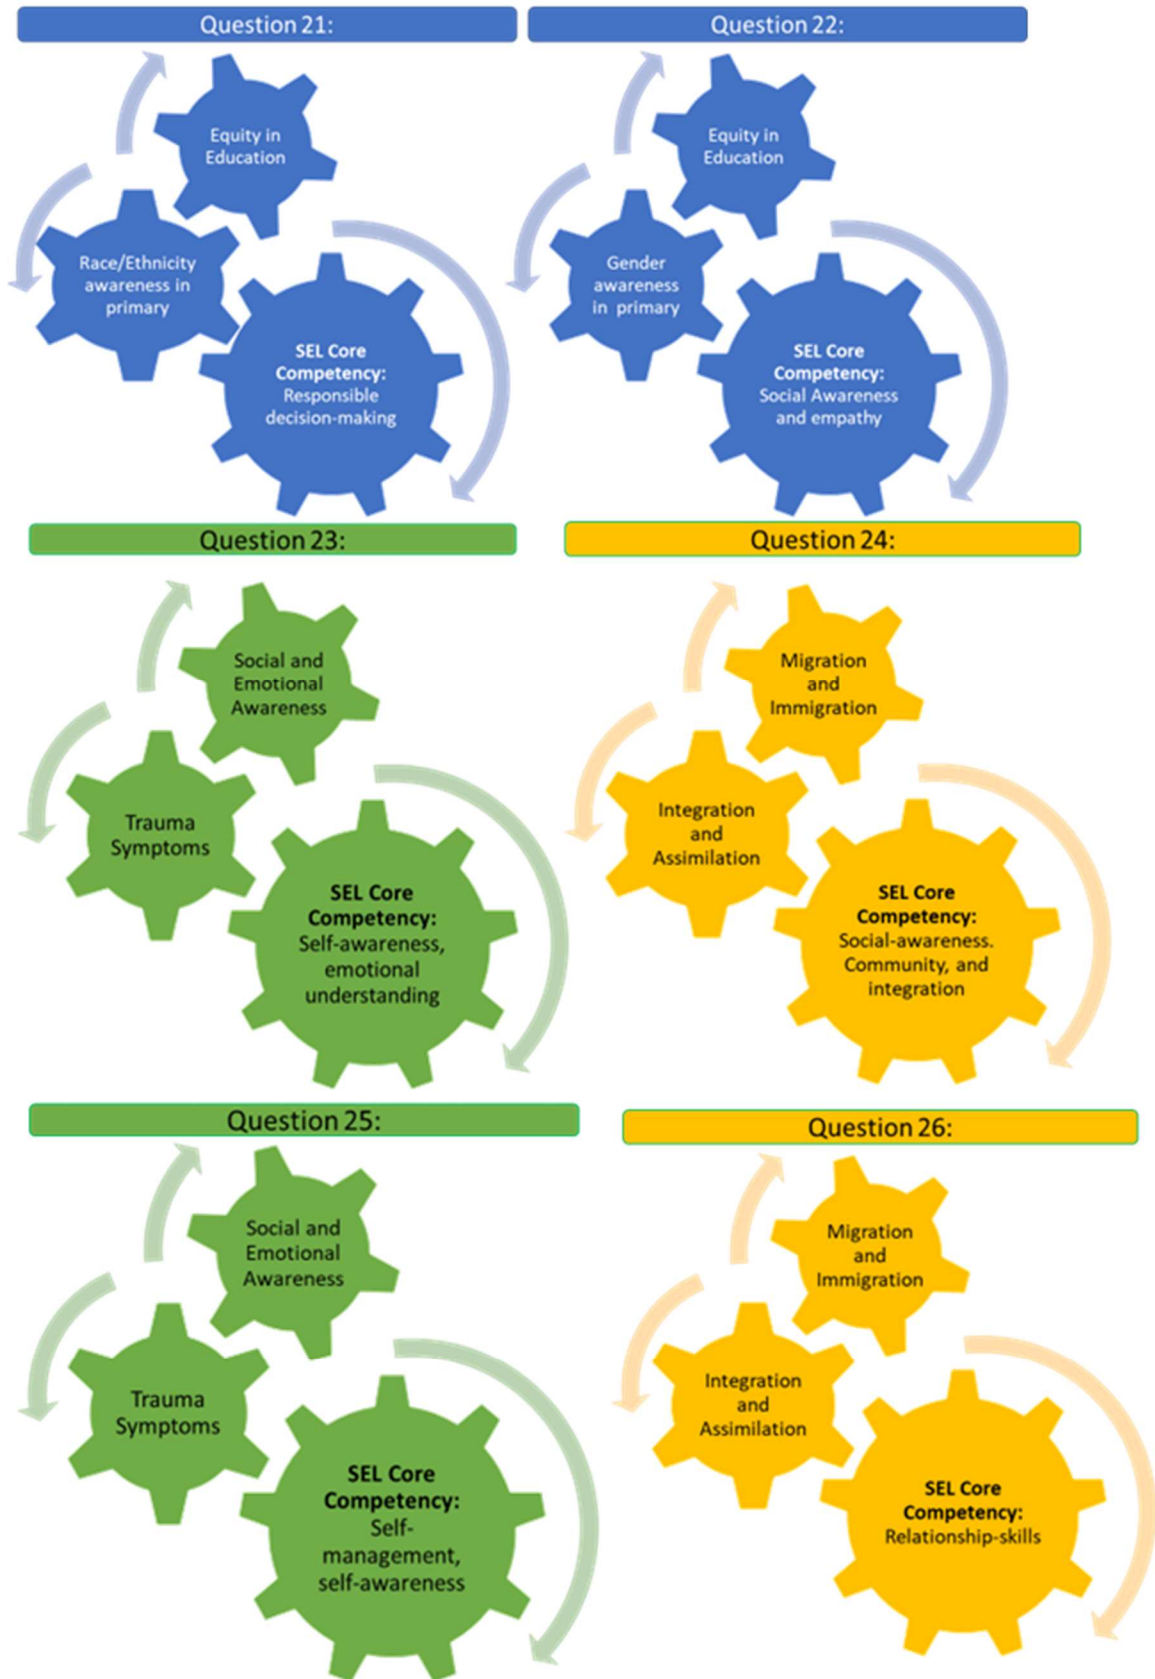 Question 21:
Equity in
Education
Race/Ethnicity
awareness in
primary
SEL Core
Competency:
Responsible
decision-making
Question 22:
Equity in
Education
Gender
awareness
in primary
SEL Core
Competency:
Social Awareness
and empathy
Question 23:
Social and
Emotional
Awareness
Trauma
Symptoms
SEL Core
Competency:
Self-awareness,
emotional
understanding
Question 24:
Migration
and
Immigration
Integration
and
Assimilation
SEL Core
Competency:
Social-awareness.
Community, and
integration
Question 25:
Social and
Emotional
Awareness
Trauma
Symptoms
SEL Core
Competency:
Self-
management,
self-awareness
Question 26:
Migration
and
Immigration
Integration
and
Assimilation
SEL Core
Competency:
Relationship-skills